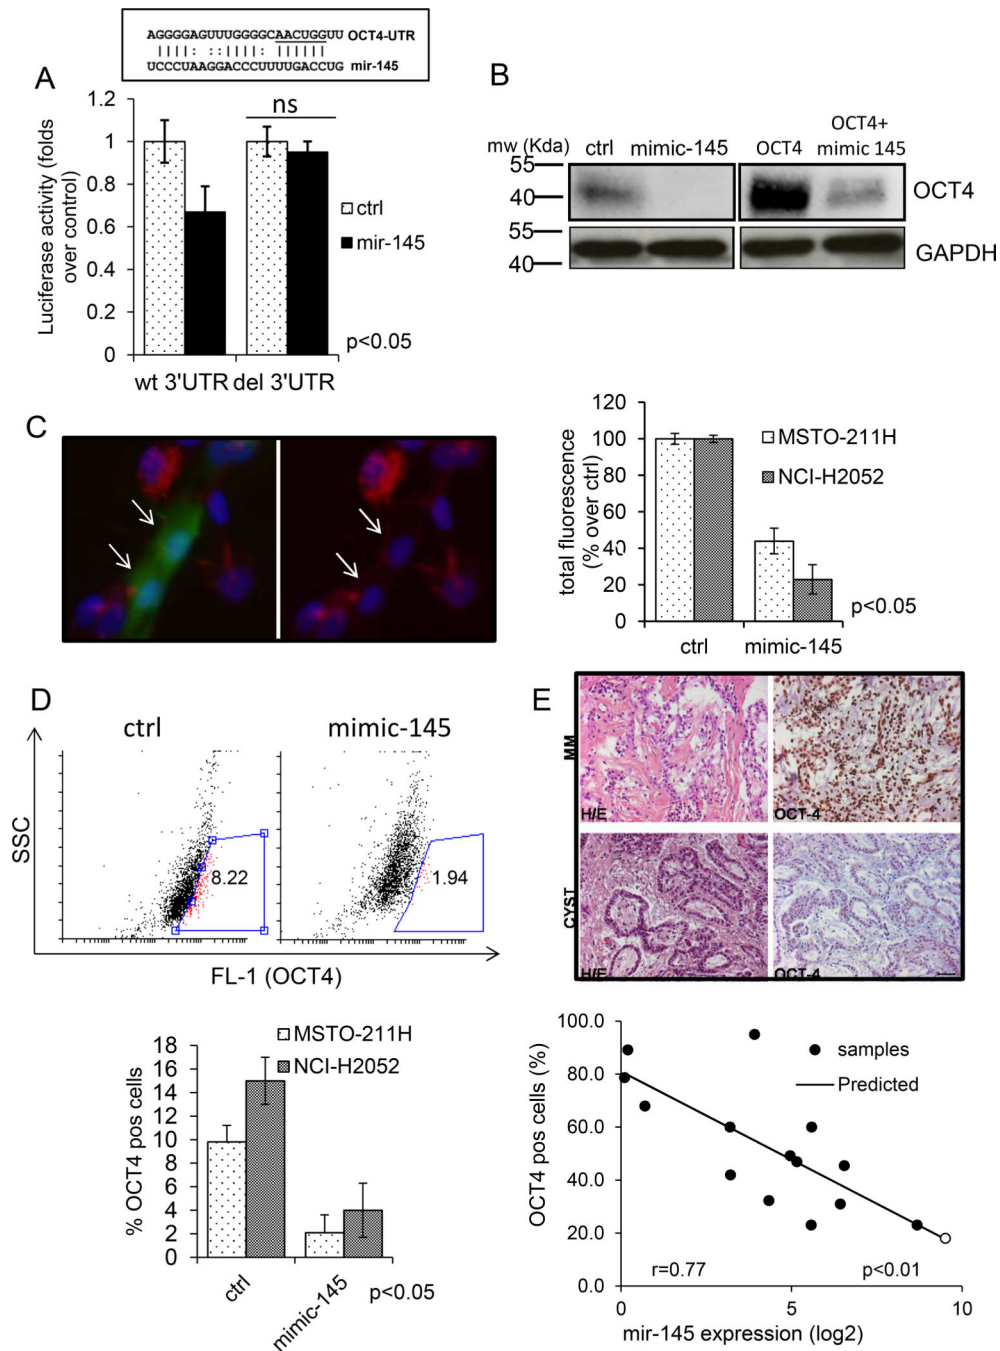 AGGGGAGUUUGGGGCAACUGGUU OCT4-UTR
||||: ::||||: ||||||
UCCCUAAGGACCCUUUUGACCUG mir-145
A
Luciferase activity (folds
over control)
1.2
1
0.8
0.6
0.4
0.2
0
ns
ctrl
mir-145
p<0.05
wt 3'UTR del 3'UTR
B
mw (Kda)
ctrl mimic-145
OCT4
OCT4+
mimic 145
55
40
OCT4
55
40
GAPDH
C
total fluorescence
(% over ctrl)
120
100
80
60
40
20
0
MSTO-211H
NCI-H2052
p<0.05
ctrl mimic-145
D
ctrl mimic-145
SSC
8.22
1.94
FL-1 (OCT4)
% OCT4 pos cells
18
16
14
12
10
8
6
4
2
0
MSTO-211H
NCI-H2052
p<0.05
ctrl
mimic-145
E
MM
H/E
OCT-4
CYST
H/E
OCT-4
OCT4 pos cells (%)
100.0
80.0
60.0
40.0
20.0
0.0
samples
Predicted
r=0.77 p<0.01
0 5 10
mir-145 expression (log2)